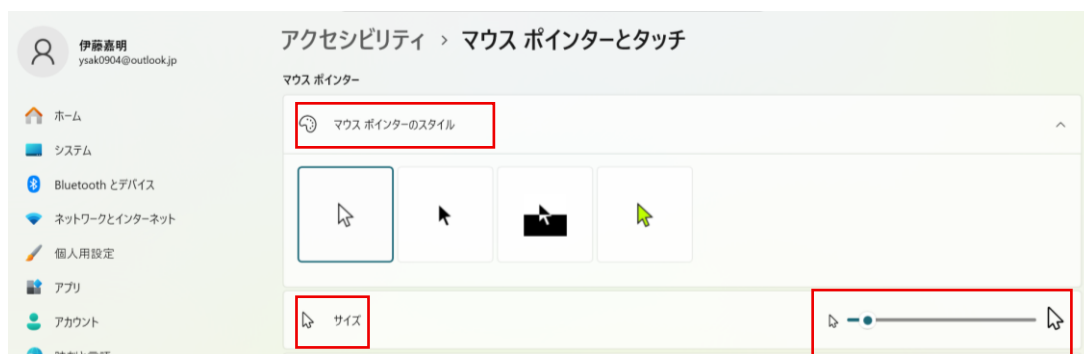 伊藤嘉明
ysak0904@outlook.jp
ホーム
システム
Bluetooth とデバイス
ネットワークとインターネット
個人用設定
アプリ
アカウント
アクセシビリティ › マウス ポインターとタッチ
マウス ポインター
マウス ポインターのスタイル
サイズ